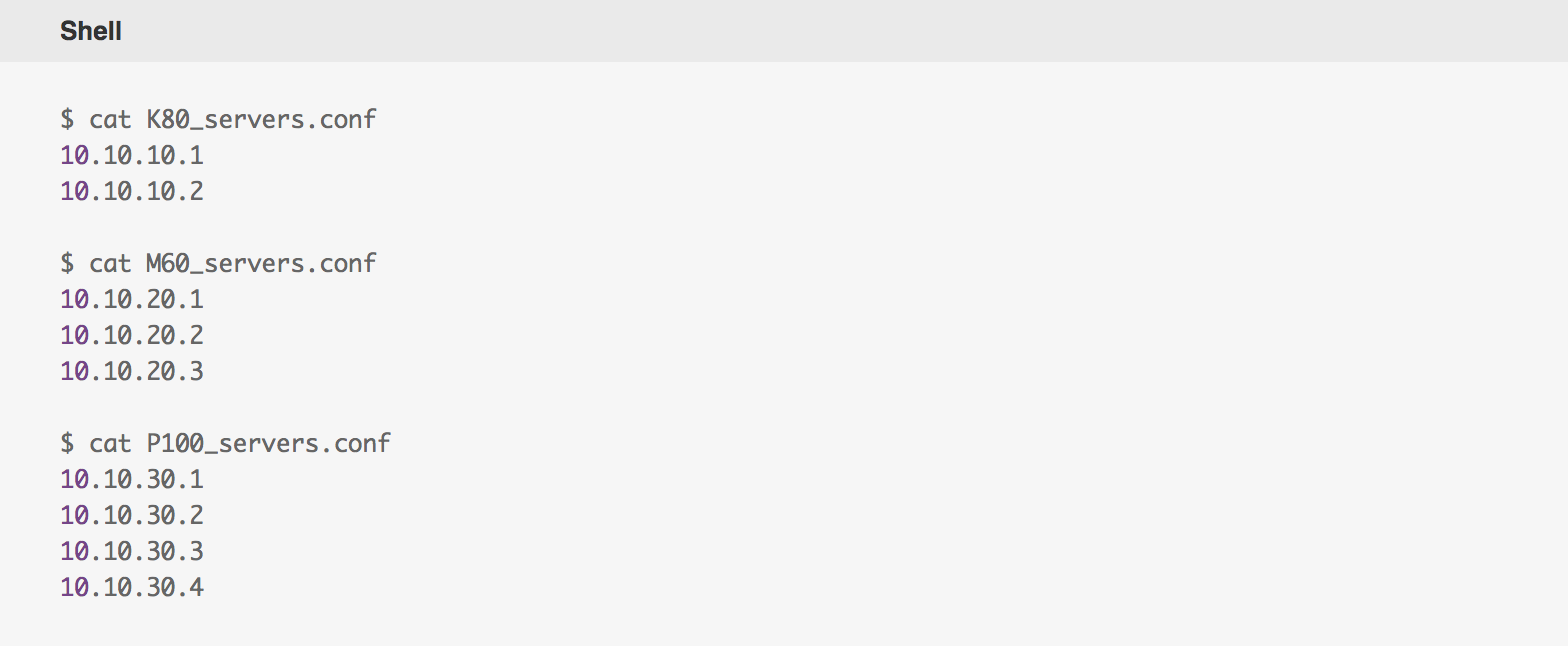 Shell
$ cat K80_servers.conf
10.10.10.1
10.10.10.2
$ cat M60_servers.conf
10.10.20.1
10.10.20.2
10.10.20.3
$ cat P100_servers.conf
10.10.30.1
10.10.30.2
10.10.30.3
10.10.30.4